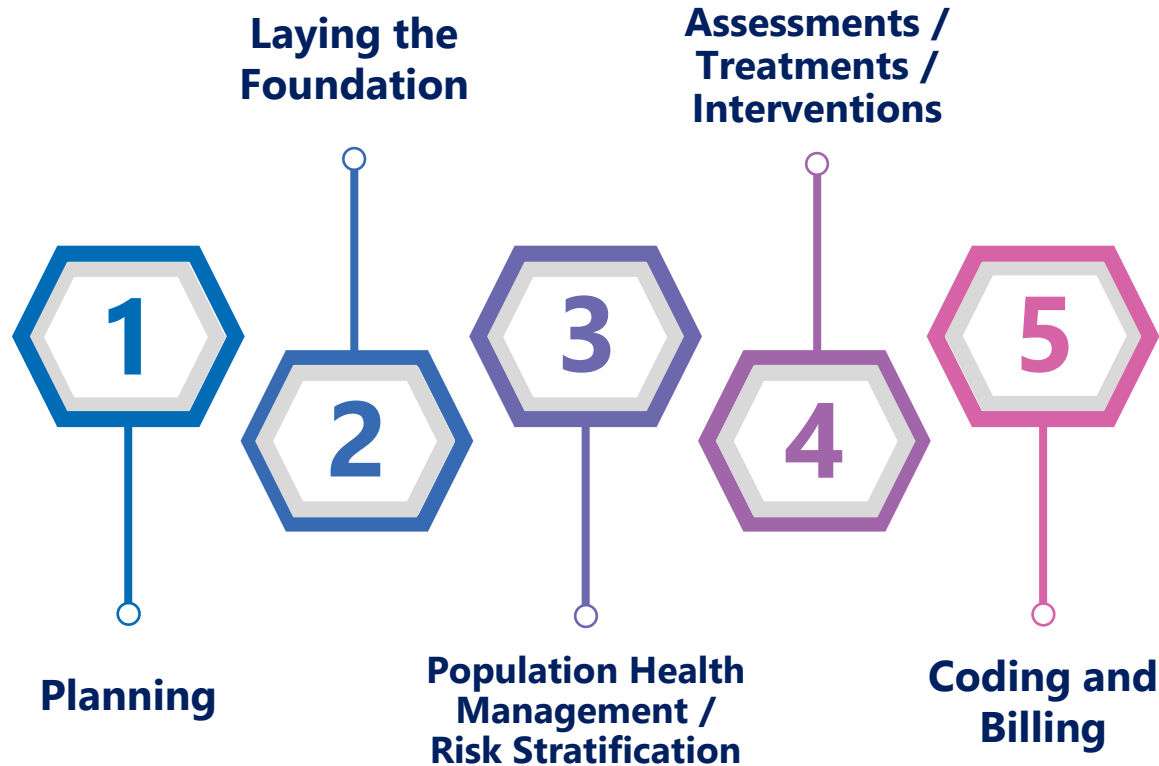 1
Planning
2
Laying the
Foundation
3
Population Health
Management /
Risk Stratification
4
Assessments /
Treatments /
Interventions
5
Coding and
Billing